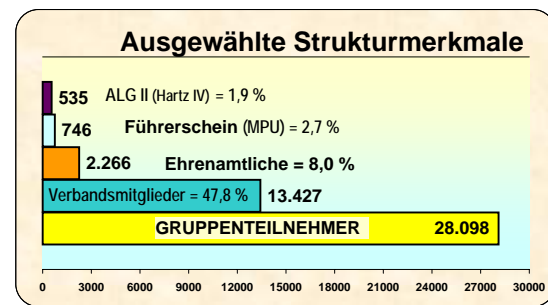 Ausgewählte Strukturmerkmale
535 ALG II (Hartz IV) = 1,9 %
746 Führerschein (MPU) = 2,7 %
2.266 Ehrenamtliche = 8,0 %
Verbandsmitglieder = 47,8 % 13.427
GRUPPENTEILNEHMER 28.098
0 3000 6000 9000 12000 15000 18000 21000 24000 27000 30000